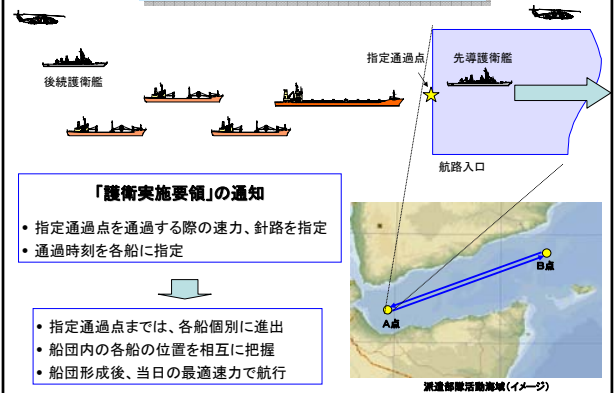 指定通過点
先導護衛艦
後続護衛艦
航路入口
「護衛実施要領」の通知
• 指定通過点を通過する際の速力、針路を指定
• 通過時刻を各船に指定
B点
A点
• 指定通過点までは、各船個別に進出
• 船団内の各船の位置を相互に把握
• 船団形成後、当日の最適速力で航行
派遣部隊活動海域(イメージ)